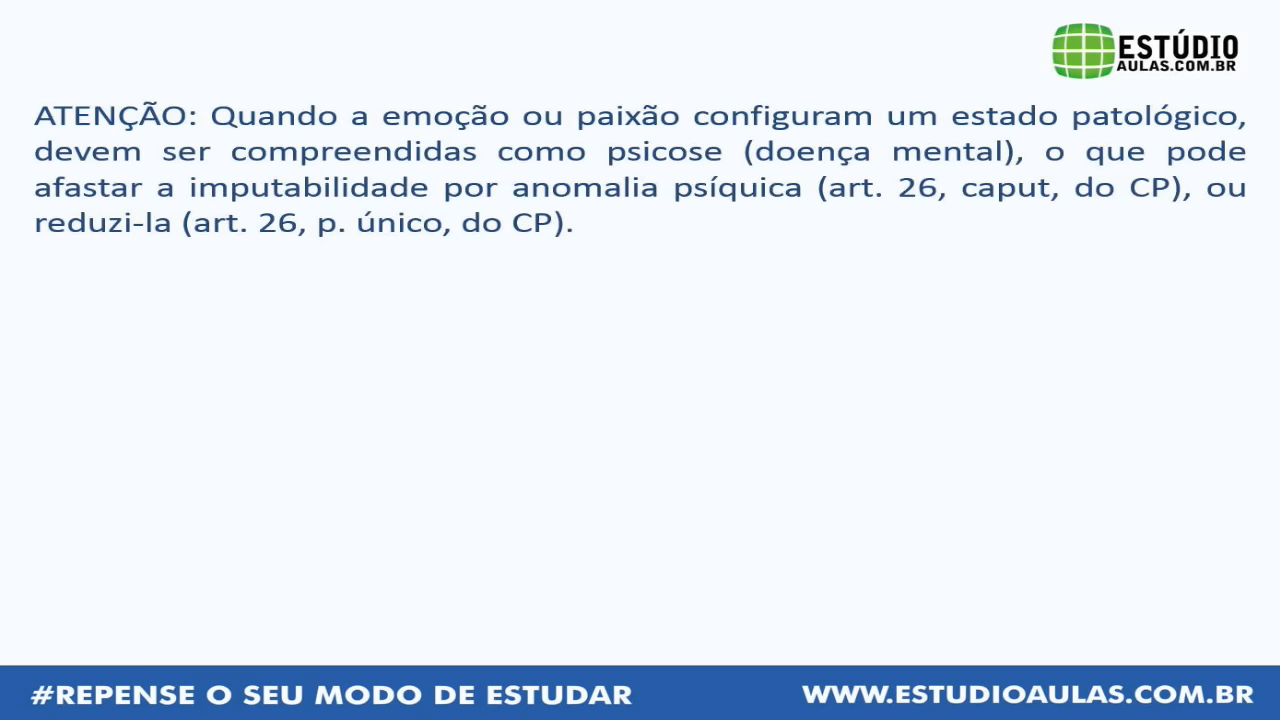 ESTÚDIO
AULAS.COM.BR
ATENÇÃO: Quando a emoção ou paixão configuram um estado patológico,
devem ser compreendidas como psicose (doença mental), o que pode
afastar a imputabilidade por anomalia psíquica (art. 26, caput, do CP), ou
reduzi-la (art. 26, p. único, do CP).
#REPENSE O SEU MODO DE ESTUDAR
WWW.ESTUDIOAULAS.COM.BR